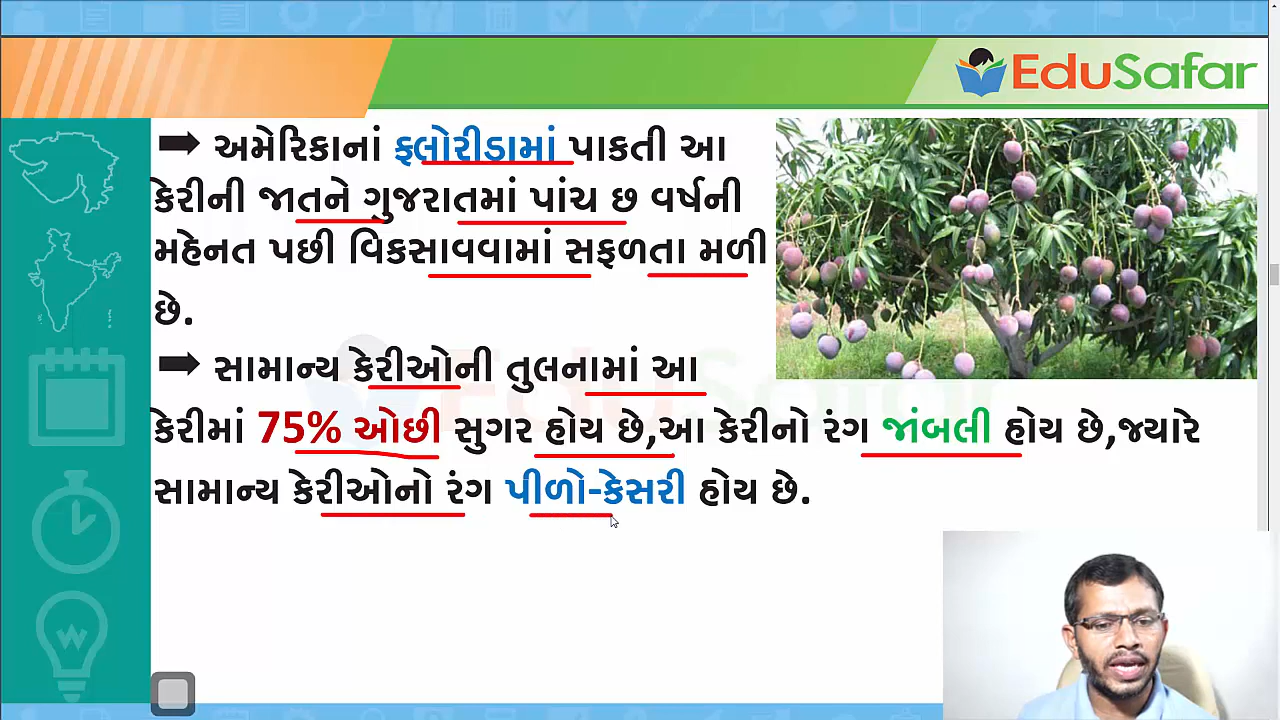 EduSafar
➡ અમેરિકાનાં ફ્લોરીડામાં પાકતી આ
કેરીની જાતને ગુજરાતમાં પાંચ છ વર્ષની
મહેનત પછી વિકસાવવામાં સફળતા મળી
છે.
➡ સામાન્ય કેરીઓની તુલનામાં આ
કેરીમાં 75% ઓછી સુગર હોય છે,આ કેરીનો રંગ જાંબલી હોય છે,જ્યારે
સામાન્ય કેરીઓનો રંગ પીળો-કેસરી હોય છે.